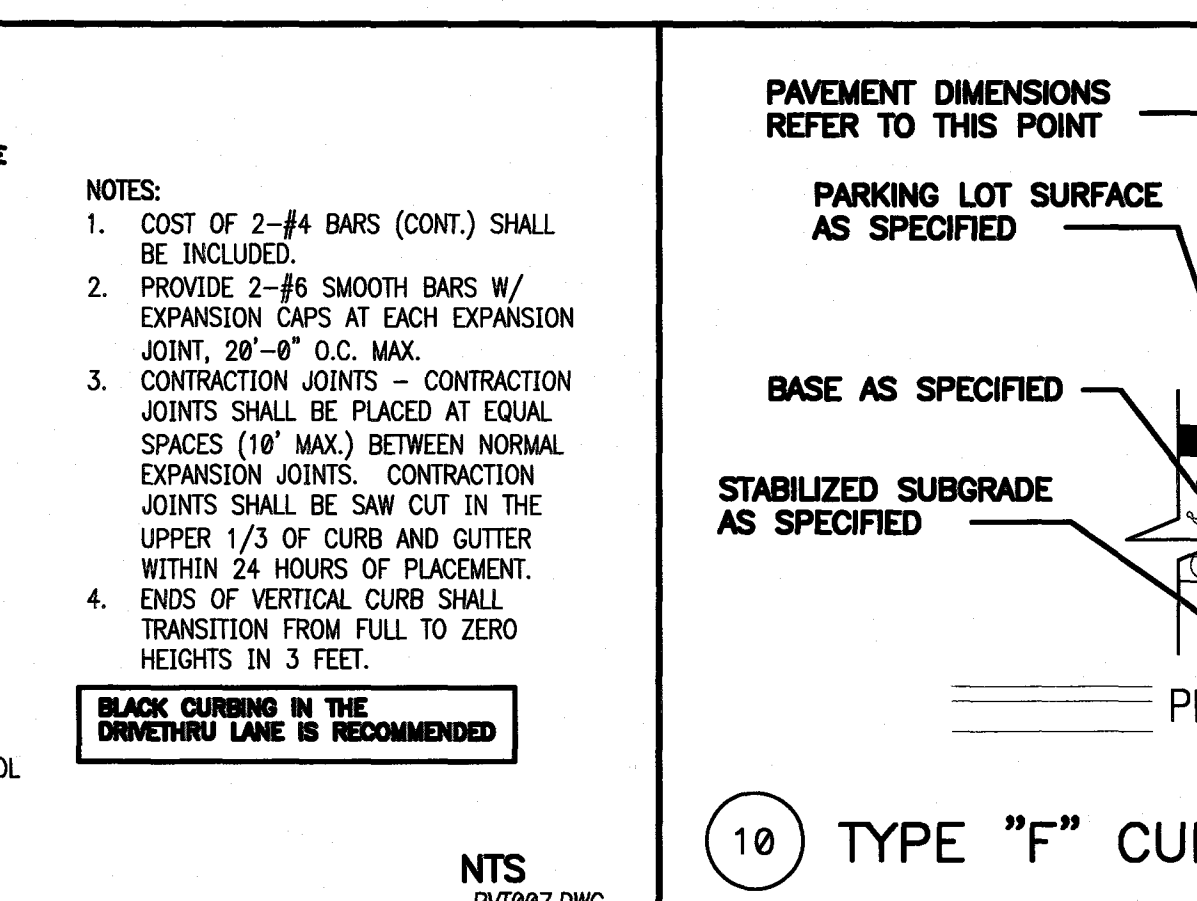 NOTES:
1. COST OF 2-#4 BARS (CONT.) SHALL
BE INCLUDED.
2. PROVIDE 2-#6 SMOOTH BARS W/
EXPANSION CAPS AT EACH EXPANSION
JOINT, 20'-0" O.C. MAX.
3. CONTRACTION JOINTS - CONTRACTION
JOINTS SHALL BE PLACED AT EQUAL
SPACES (10' MAX.) BETWEEN NORMAL
EXPANSION JOINTS. CONTRACTION
JOINTS SHALL BE SAW CUT IN THE
UPPER 1/3 OF CURB AND GUTTER
WITHIN 24 HOURS OF PLACEMENT.
4. ENDS OF VERTICAL CURB SHALL
TRANSITION FROM FULL TO ZERO
HEIGHTS IN 3 FEET.
BLACK CURBING IN THE
DRIVETHRU LANE IS RECOMMENDED
NTS
PAVEMENT DIMENSIONS
REFER TO THIS POINT
PARKING LOT SURFACE
AS SPECIFIED
BASE AS SPECIFIED
STABILIZED SUBGRADE
AS SPECIFIED
10 TYPE "F"